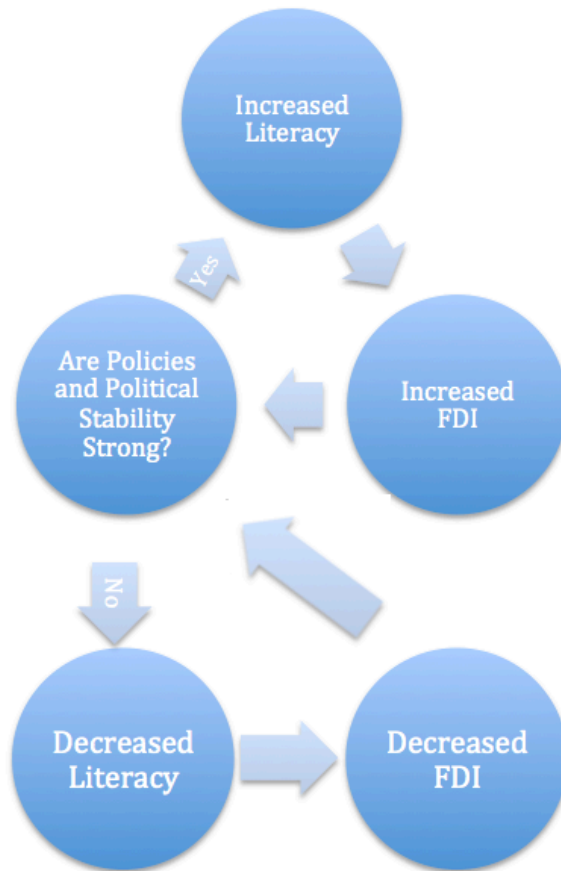 Increased
Literacy
Yes
Are Policies
and Political
Stability
Strong?
Increased
FDI
No
Decreased
Literacy
Decreased
FDI